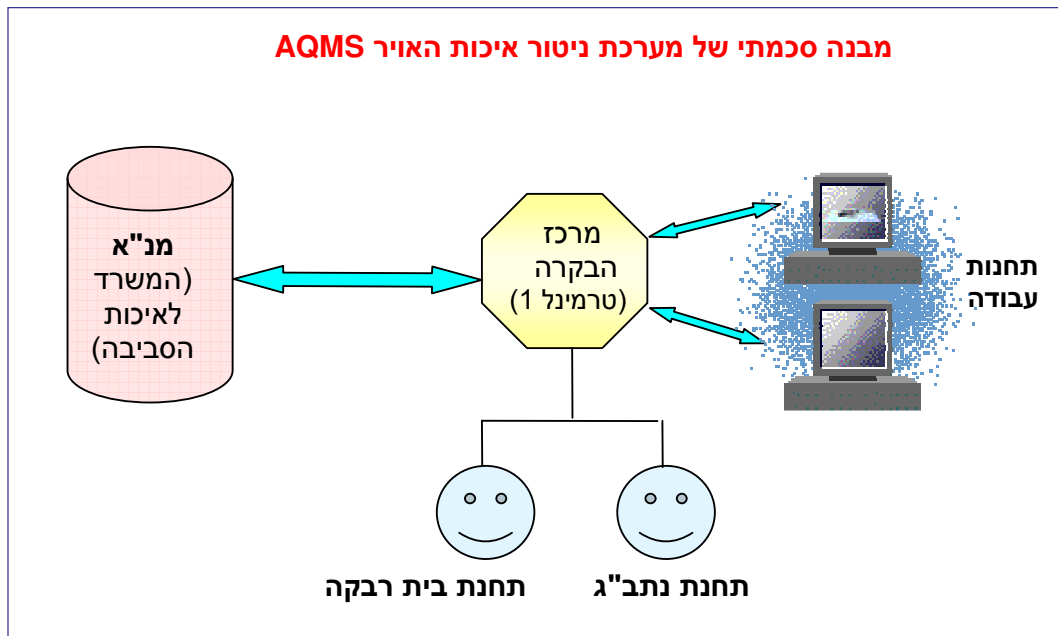 מבנה סכמתי של מערכת ניטור איכות האויר AQMS
מנ"א
(המשרד
לאיכות
הסביבה)
מרכז
הבקרה
(טרמינל 1)
תחנות
עבודה
תחנת נתב"ג
תחנת בית רבקה